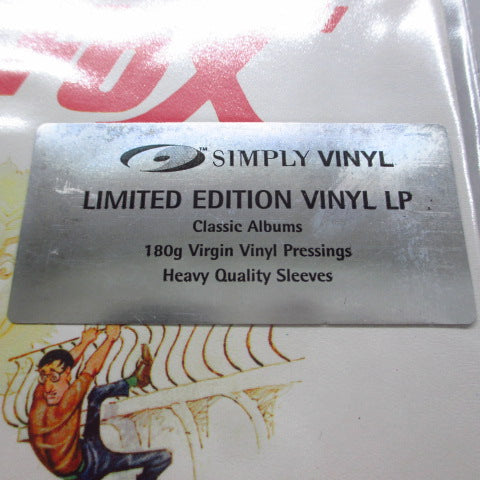 SIMPLY VINYL
LIMITED EDITION VINYL LP
Classic Albums
180g Virgin Vinyl Pressings
Heavy Quality Sleeves